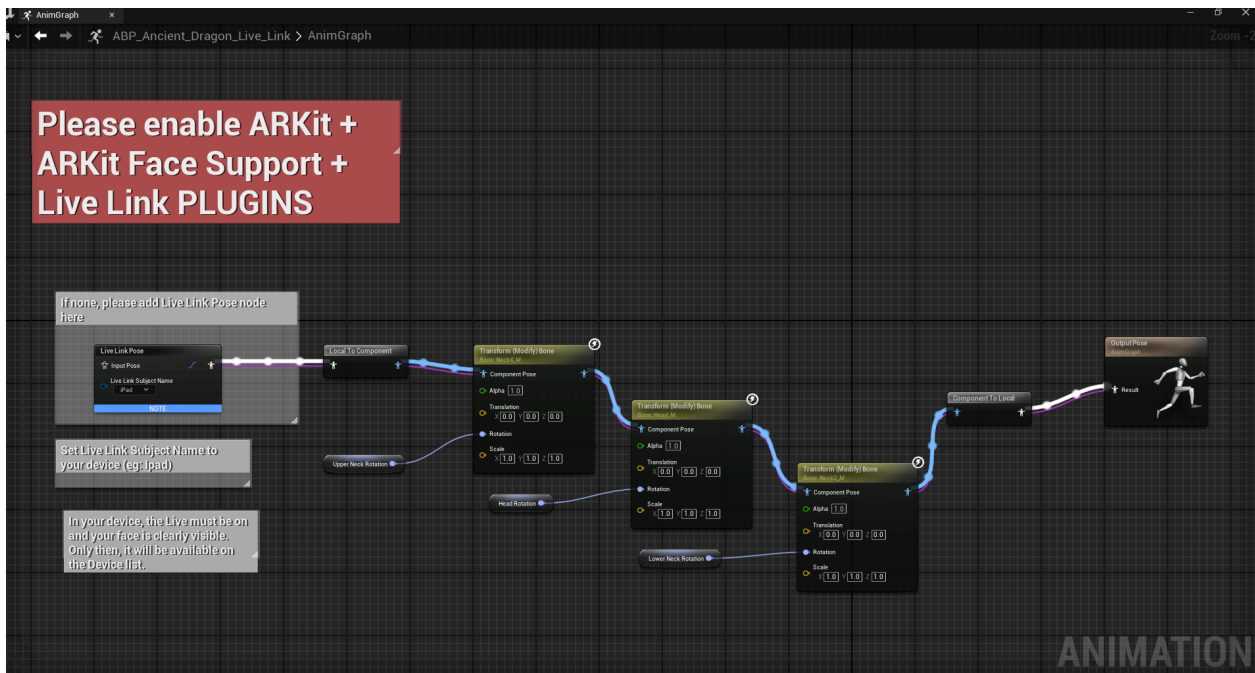 AnimGraph
ABP_Ancient_Dragon_Live_Link > AnimGraph
Zoom -2
Please enable ARKit +
ARKit Face Support +
Live Link PLUGINS
If none, please add Live Link Pose node
here
Live Link Pose
Input Pose
Live Link Subject Name
iPad
NOTE
Set Live Link Subject Name to
your device (eg: Ipad)
In your device, the Live must be on
and your face is clearly visible.
Only then, it will be available on
the Device list.
Local To Component
Upper Neck Rotation
Transform (Modify) Bone
Bone: Neck4_M
Component Pose
Alpha 1.0
Translation
X 0.0 Y 0.0 Z 0.0
Rotation
Scale
X 1.0 Y 1.0 Z 1.0
Head Rotation
Transform (Modify) Bone
Bone: Head_M
Component Pose
Alpha 1.0
Translation
X 0.0 Y 0.0 Z 0.0
Rotation
Scale
X 1.0 Y 1.0 Z 1.0
Lower Neck Rotation
Transform (Modify) Bone
Bone: Neck2_M
Component Pose
Alpha 1.0
Translation
X 0.0 Y 0.0 Z 0.0
Rotation
Scale
X 1.0 Y 1.0 Z 1.0
Component To Local
Output Pose
AnimGraph
Result
ANIMATION